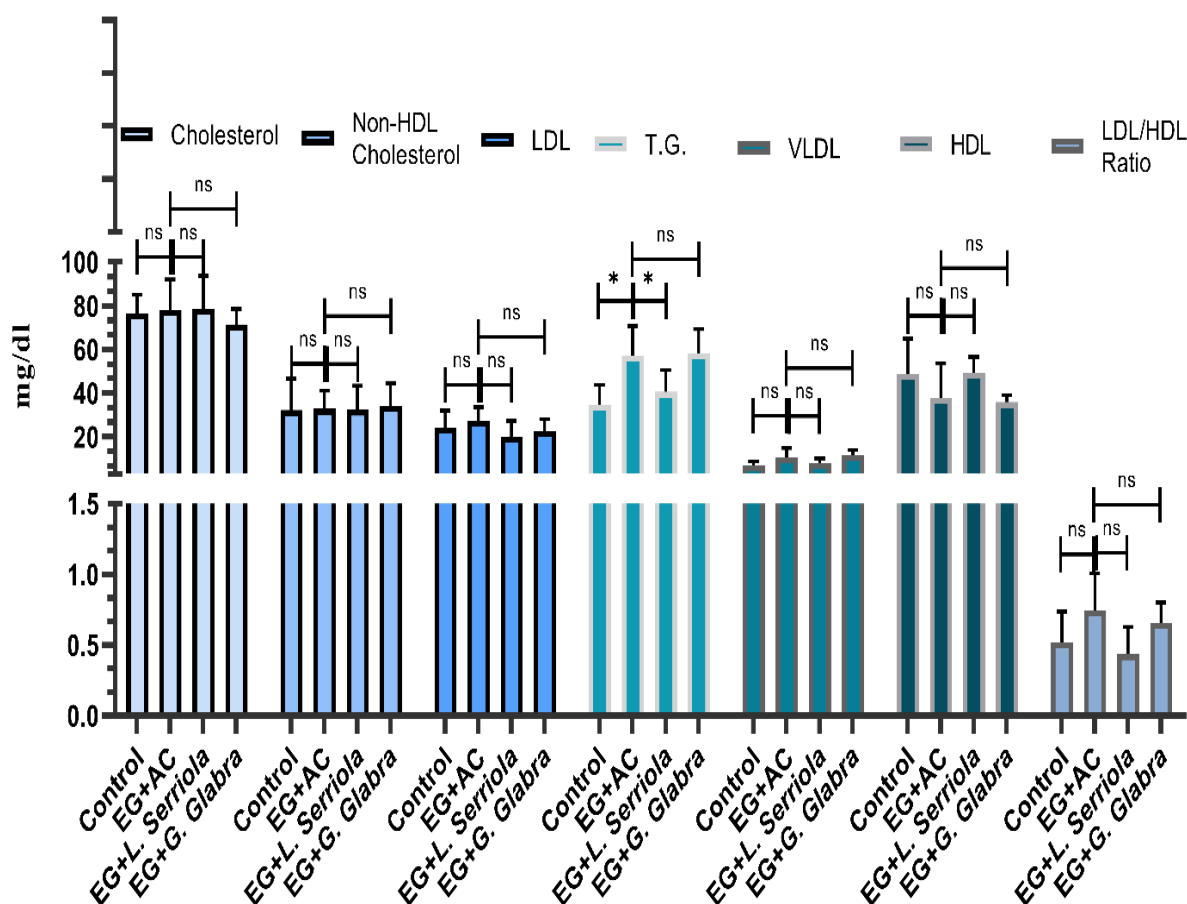 Cholesterol
Non-HDL
Cholesterol
LDL
T.G.
VLDL
HDL
LDL/HDL
Ratio
mg/dl
100
80
60
40
20
1.5
1.0
0.5
0.0
ns ns ns
ns ns ns
ns ns ns
* * ns
ns ns ns
ns ns ns
ns ns ns
Control
EG+AC
EG+L. Serriola
EG+G. Glabra
Control
EG+AC
EG+L. Serriola
EG+G. Glabra
Control
EG+AC
EG+L. Serriola
EG+G. Glabra
Control
EG+AC
EG+L. Serriola
EG+G. Glabra
Control
EG+AC
EG+L. Serriola
EG+G. Glabra
Control
EG+AC
EG+L. Serriola
EG+G. Glabra
Control
EG+AC
EG+L. Serriola
EG+G. Glabra